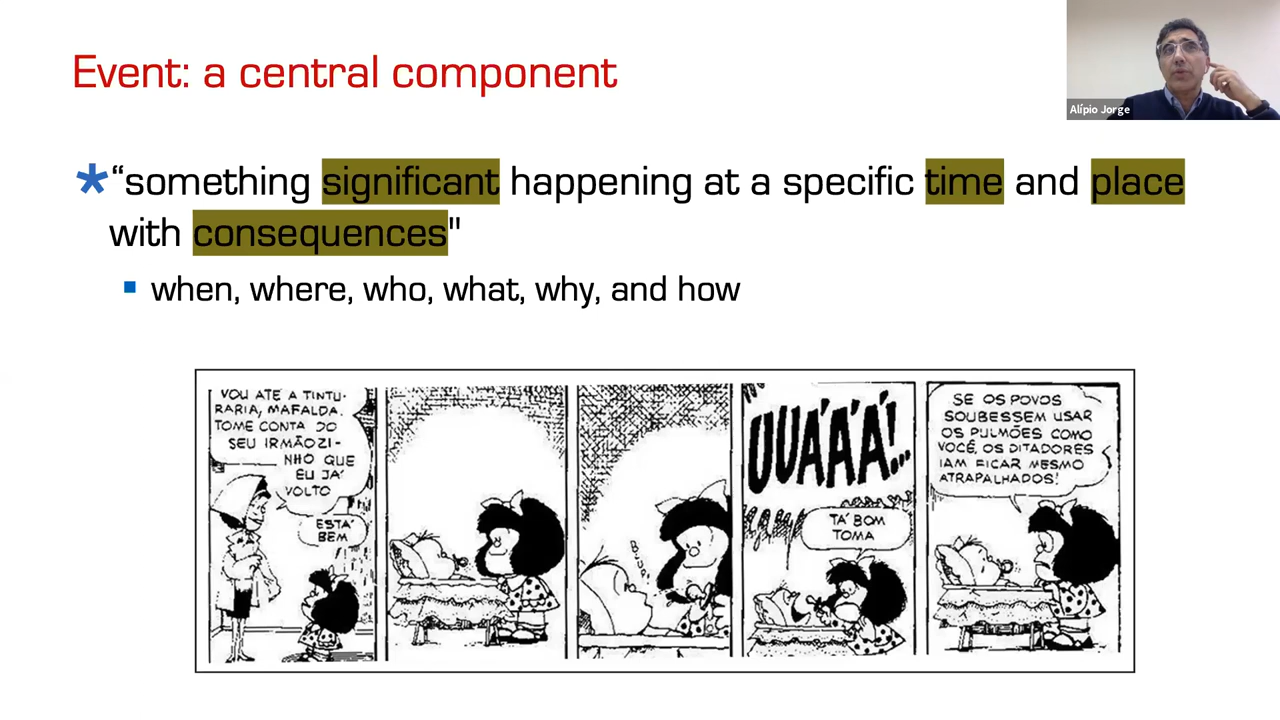 Event: a central component
Alípio Jorge
*“something significant happening at a specific time and place
with consequences"
when, where, who, what, why, and how
VOU ATÉ A TINTU-
RARIA, MAFALDA.
TOME CONTA DO
SEU IRMÃOZI-
NHO QUE
EU JÁ
VOLTO
ESTÁ
BEM
UUÁÁÁ!..
TÁ BOM
TOMA
SE OS POVOS
SOUBESSEM USAR
OS PULMÕES COMO
VOCÊ, OS DITADORES
IAM FICAR MESMO
ATRAPALHADOS!